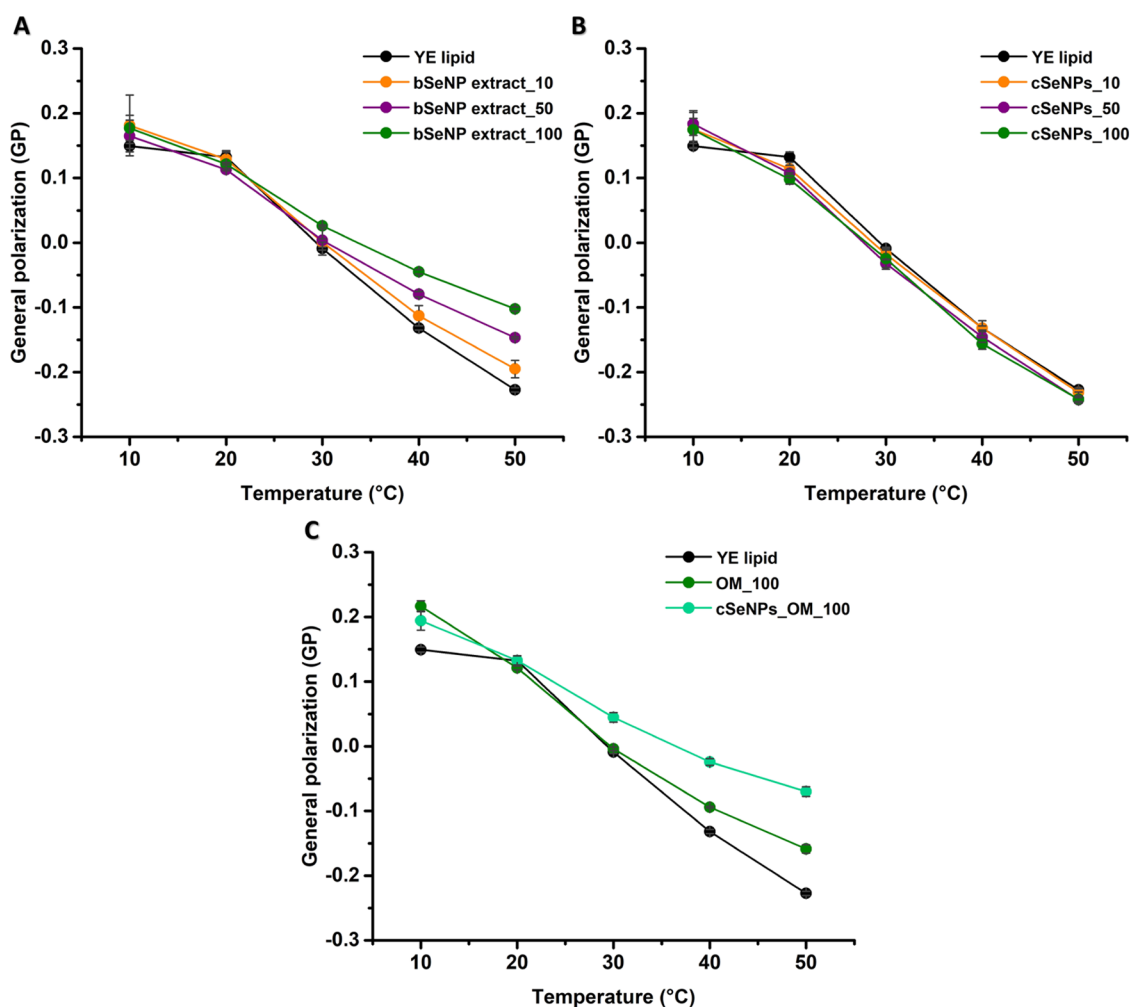 A
YE lipid
bSeNP extract_10
bSeNP extract_50
bSeNP extract_100
General polarization (GP)
0.3
0.2
0.1
0.0
-0.1
-0.2
-0.3
10 20 30 40 50
Temperature (°C)
B
YE lipid
cSeNPs_10
cSeNPs_50
cSeNPs_100
General polarization (GP)
0.3
0.2
0.1
0.0
-0.1
-0.2
-0.3
10 20 30 40 50
Temperature (°C)
C
YE lipid
OM_100
cSeNPs_OM_100
General polarization (GP)
0.3
0.2
0.1
0.0
-0.1
-0.2
-0.3
10 20 30 40 50
Temperature (°C)